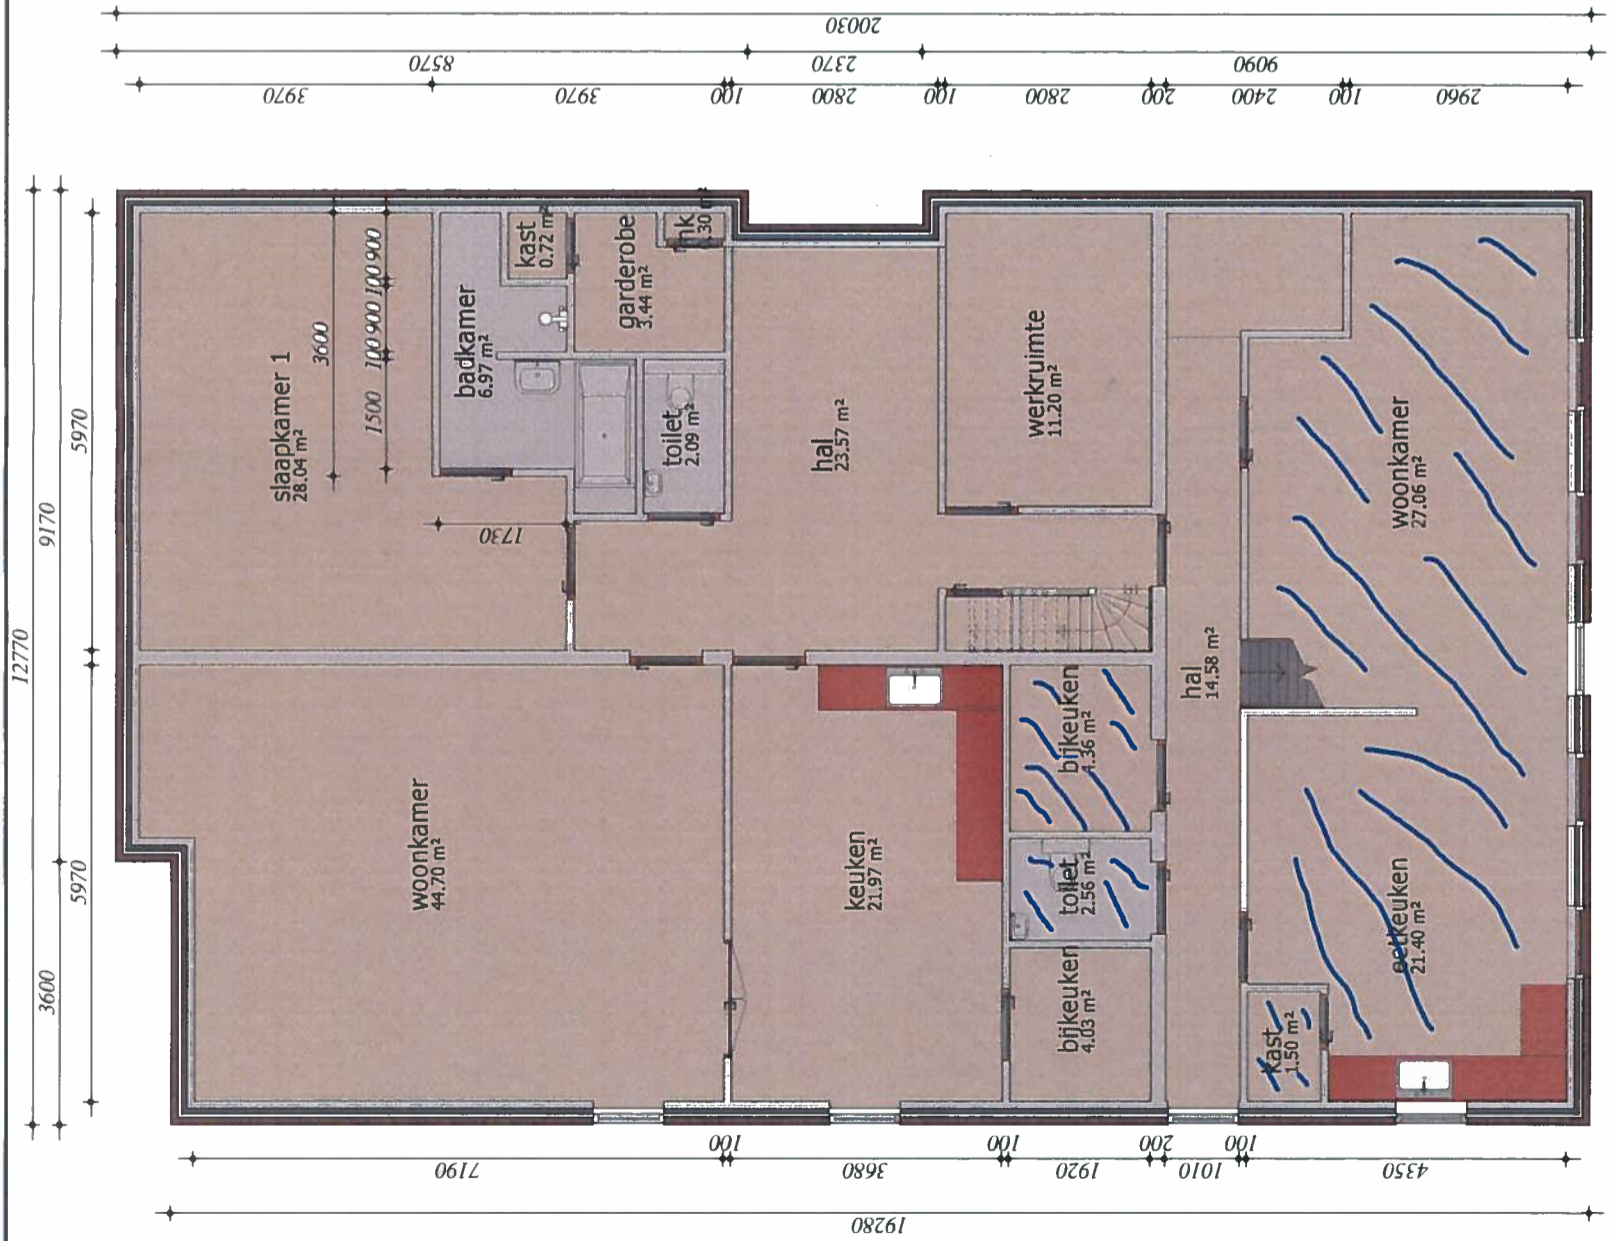 20030
8570
2370
9090
3970
3970
100
2800
100
2800
200
2400
100
2960
12770
9170
3600
5970
5970
slaapkamer 1
28.04 m²
3600
1500
100
900
100
900
1730
badkamer
6.97 m²
kast
0.72 m²
garderobe
3.44 m²
toilet
2.09 m²
hal
23.57 m²
werkruimte
11.20 m²
woonkamer
27.06 m²
hal
14.58 m²
woonkamer
44.70 m²
keuken
21.97 m²
bijkeuken
4.36 m²
toilet
2.56 m²
bijkeuken
4.03 m²
eetkeuken
21.40 m²
kast
1.50 m²
7190
100
3680
100
1920
200
1010
100
4350
19280